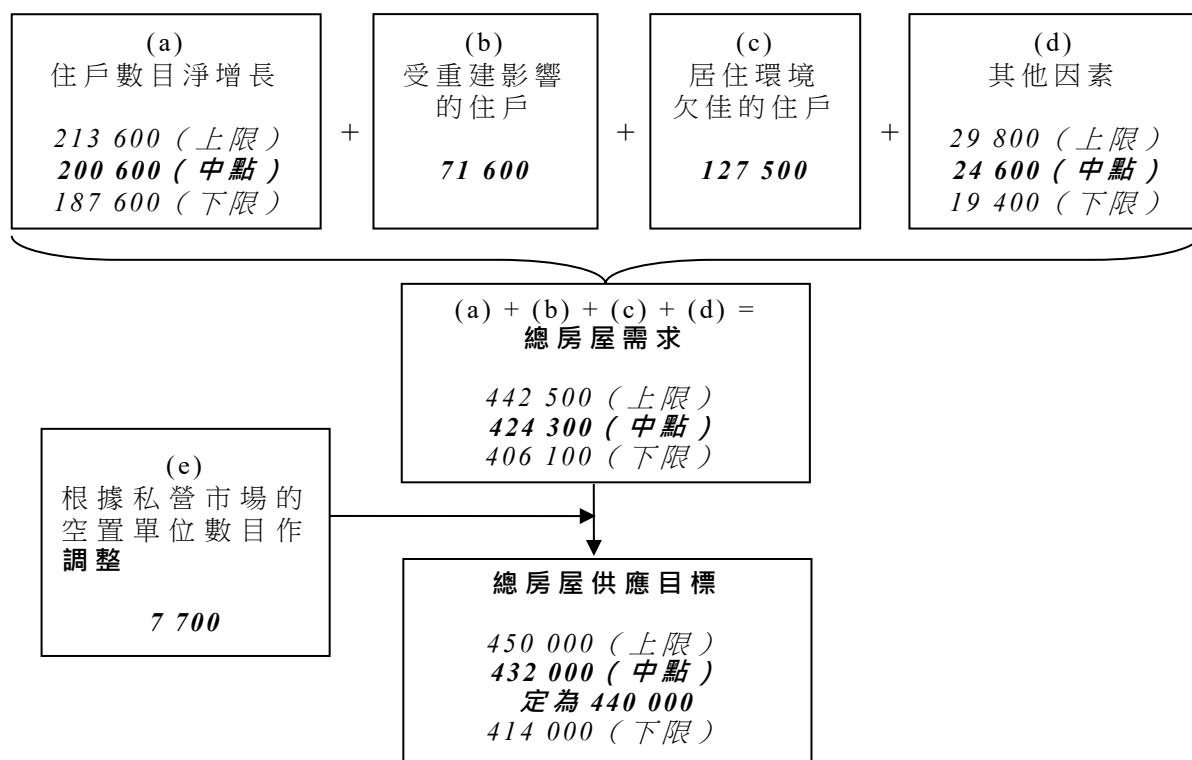 (a)
住戶數目淨增長
213 600（上限）
200 600（中點）
187 600（下限）
+
(b)
受重建影響
的住戶
71 600
+
(c)
居住環境
欠佳的住戶
127 500
+
(d)
其他因素
29 800（上限）
24 600（中點）
19 400（下限）
(a) + (b) + (c) + (d) =
總房屋需求
442 500（上限）
424 300（中點）
406 100（下限）
(e)
根據私營市場的
空置單位數目作
調整
7 700
總房屋供應目標
450 000（上限）
432 000（中點）
定為 440 000
414 000（下限）